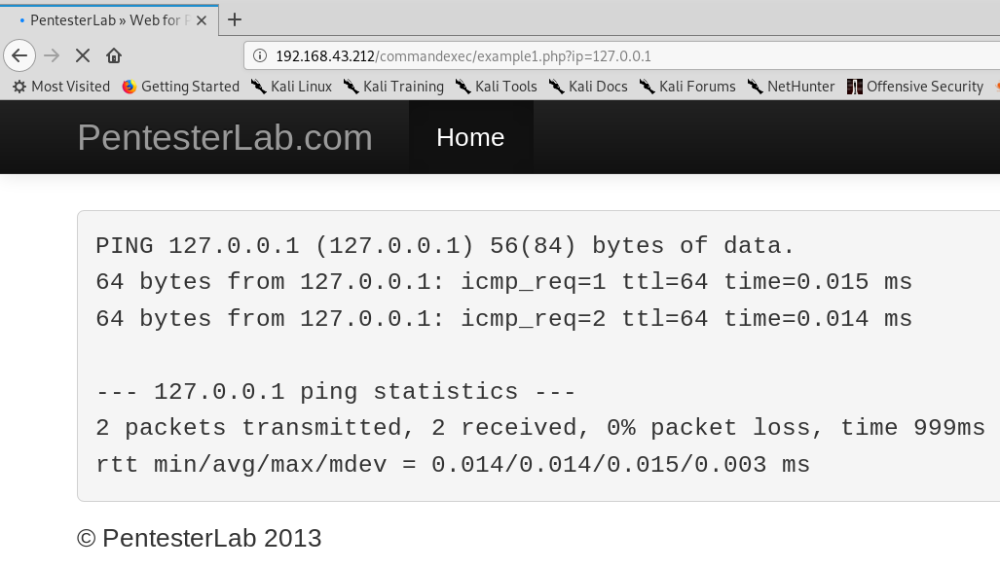 PentesterLab » Web for P
192.168.43.212/commandexec/example1.php?ip=127.0.0.1
Most Visited Getting Started Kali Linux Kali Training Kali Tools Kali Docs Kali Forums NetHunter Offensive Security
PentesterLab.com Home
PING 127.0.0.1 (127.0.0.1) 56(84) bytes of data.
64 bytes from 127.0.0.1: icmp_req=1 ttl=64 time=0.015 ms
64 bytes from 127.0.0.1: icmp_req=2 ttl=64 time=0.014 ms
--- 127.0.0.1 ping statistics ---
2 packets transmitted, 2 received, 0% packet loss, time 999ms
rtt min/avg/max/mdev = 0.014/0.014/0.015/0.003 ms
© PentesterLab 2013